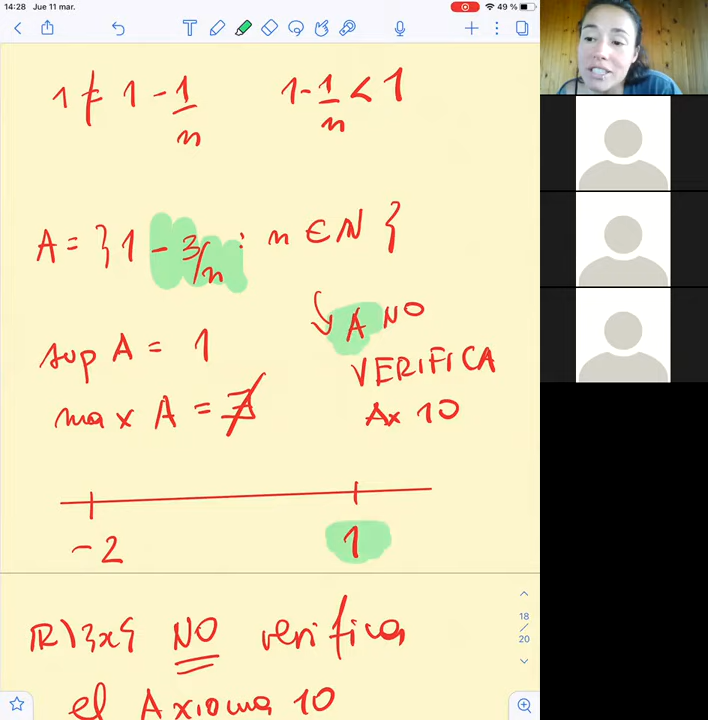 14:28 Jue 11 mar.
49 %
T
1 ≠ 1 - 1/n    1 - 1/n < 1
A = { 1 - 3/n : n ∈ N }
A NO
VERIFICA
Ax 10
sup A = 1
max A = ∄
-2    1
18
/
20
R\{x} NO verifica
el Axioma 10